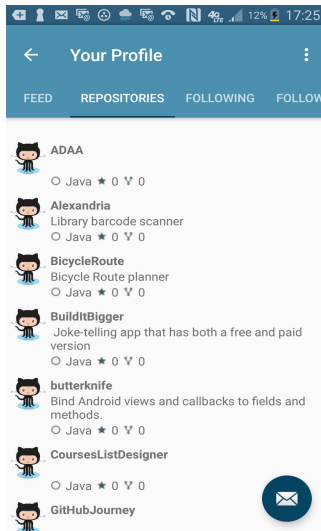 4G LTE 12% 17:25
Your Profile
FEED REPOSITORIES FOLLOWING FOLLOW
ADAA
Java ★ 0 0
Alexandria
Library barcode scanner
Java ★ 0 0
BicycleRoute
Bicycle Route planner
Java ★ 0 0
BuildItBigger
Joke-telling app that has both a free and paid
version
Java ★ 0 0
butterknife
Bind Android views and callbacks to fields and
methods.
Java ★ 0 0
CoursesListDesigner
Java ★ 0 0
GitHubJourney